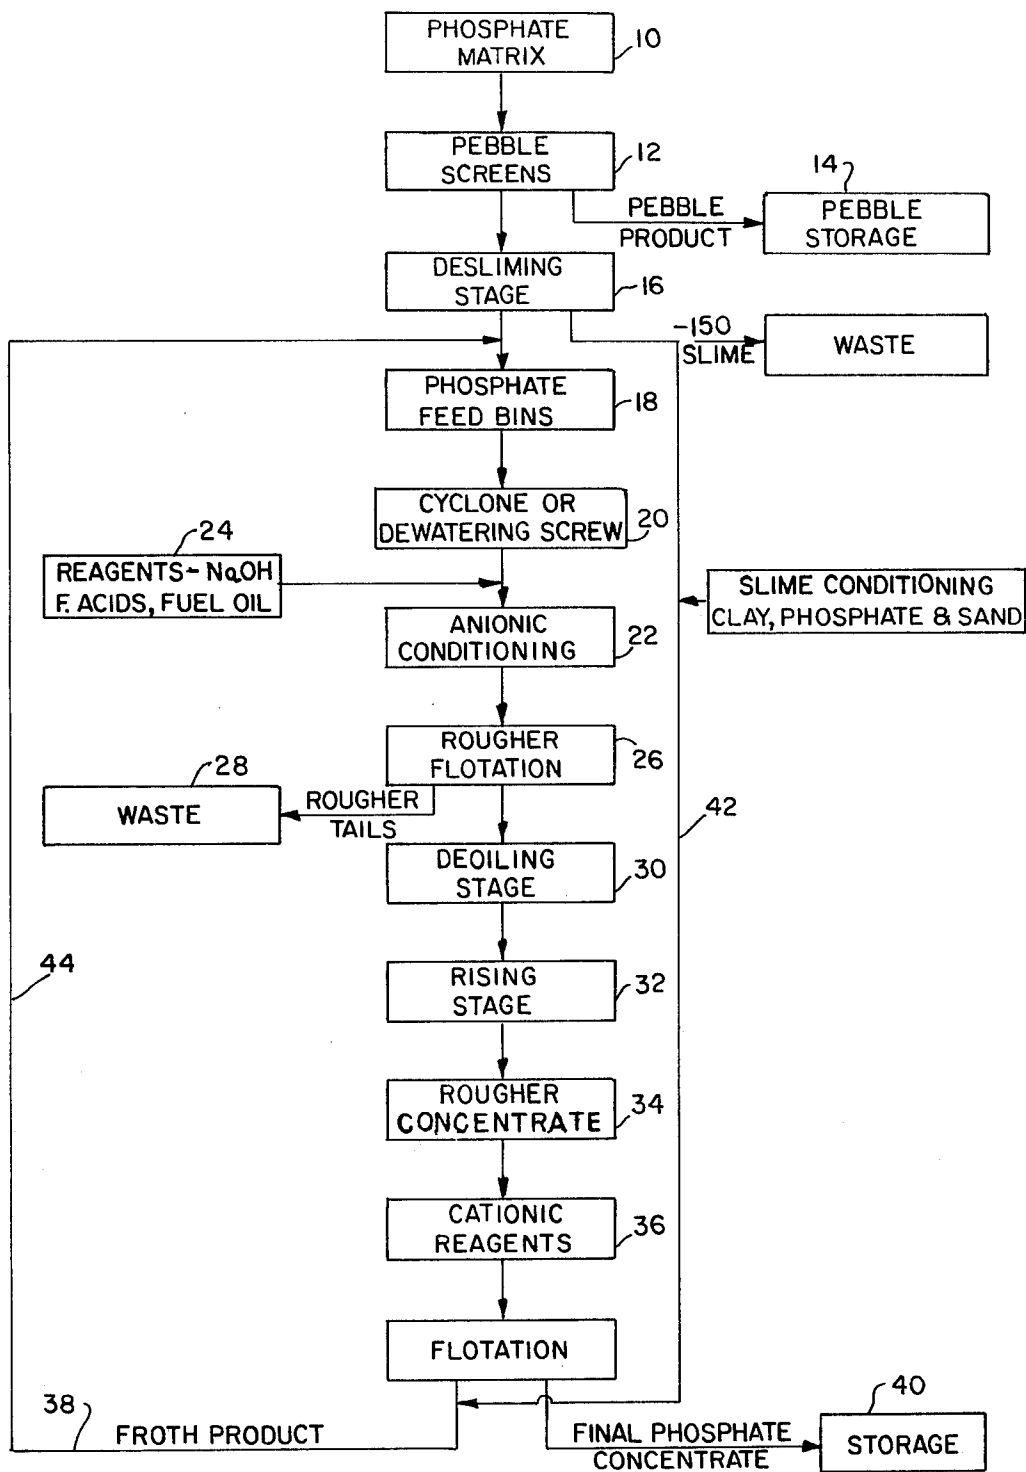 PHOSPHATE
MATRIX
10
PEBBLE
SCREENS
12
14
PEBBLE
PRODUCT
PEBBLE
STORAGE
DESLIMING
STAGE
16
-150
SLIME
WASTE
PHOSPHATE
FEED BINS
18
CYCLONE OR
DEWATERING SCREW
20
24
REAGENTS- NaOH
F. ACIDS, FUEL OIL
SLIME CONDITIONING
CLAY, PHOSPHATE & SAND
ANIONIC
CONDITIONING
22
ROUGHER
FLOTATION
26
28
WASTE
ROUGHER
TAILS
42
DEOILING
STAGE
30
44
RISING
STAGE
32
ROUGHER
CONCENTRATE
34
CATIONIC
REAGENTS
36
FLOTATION
38
FROTH PRODUCT
FINAL PHOSPHATE
CONCENTRATE
40
STORAGE